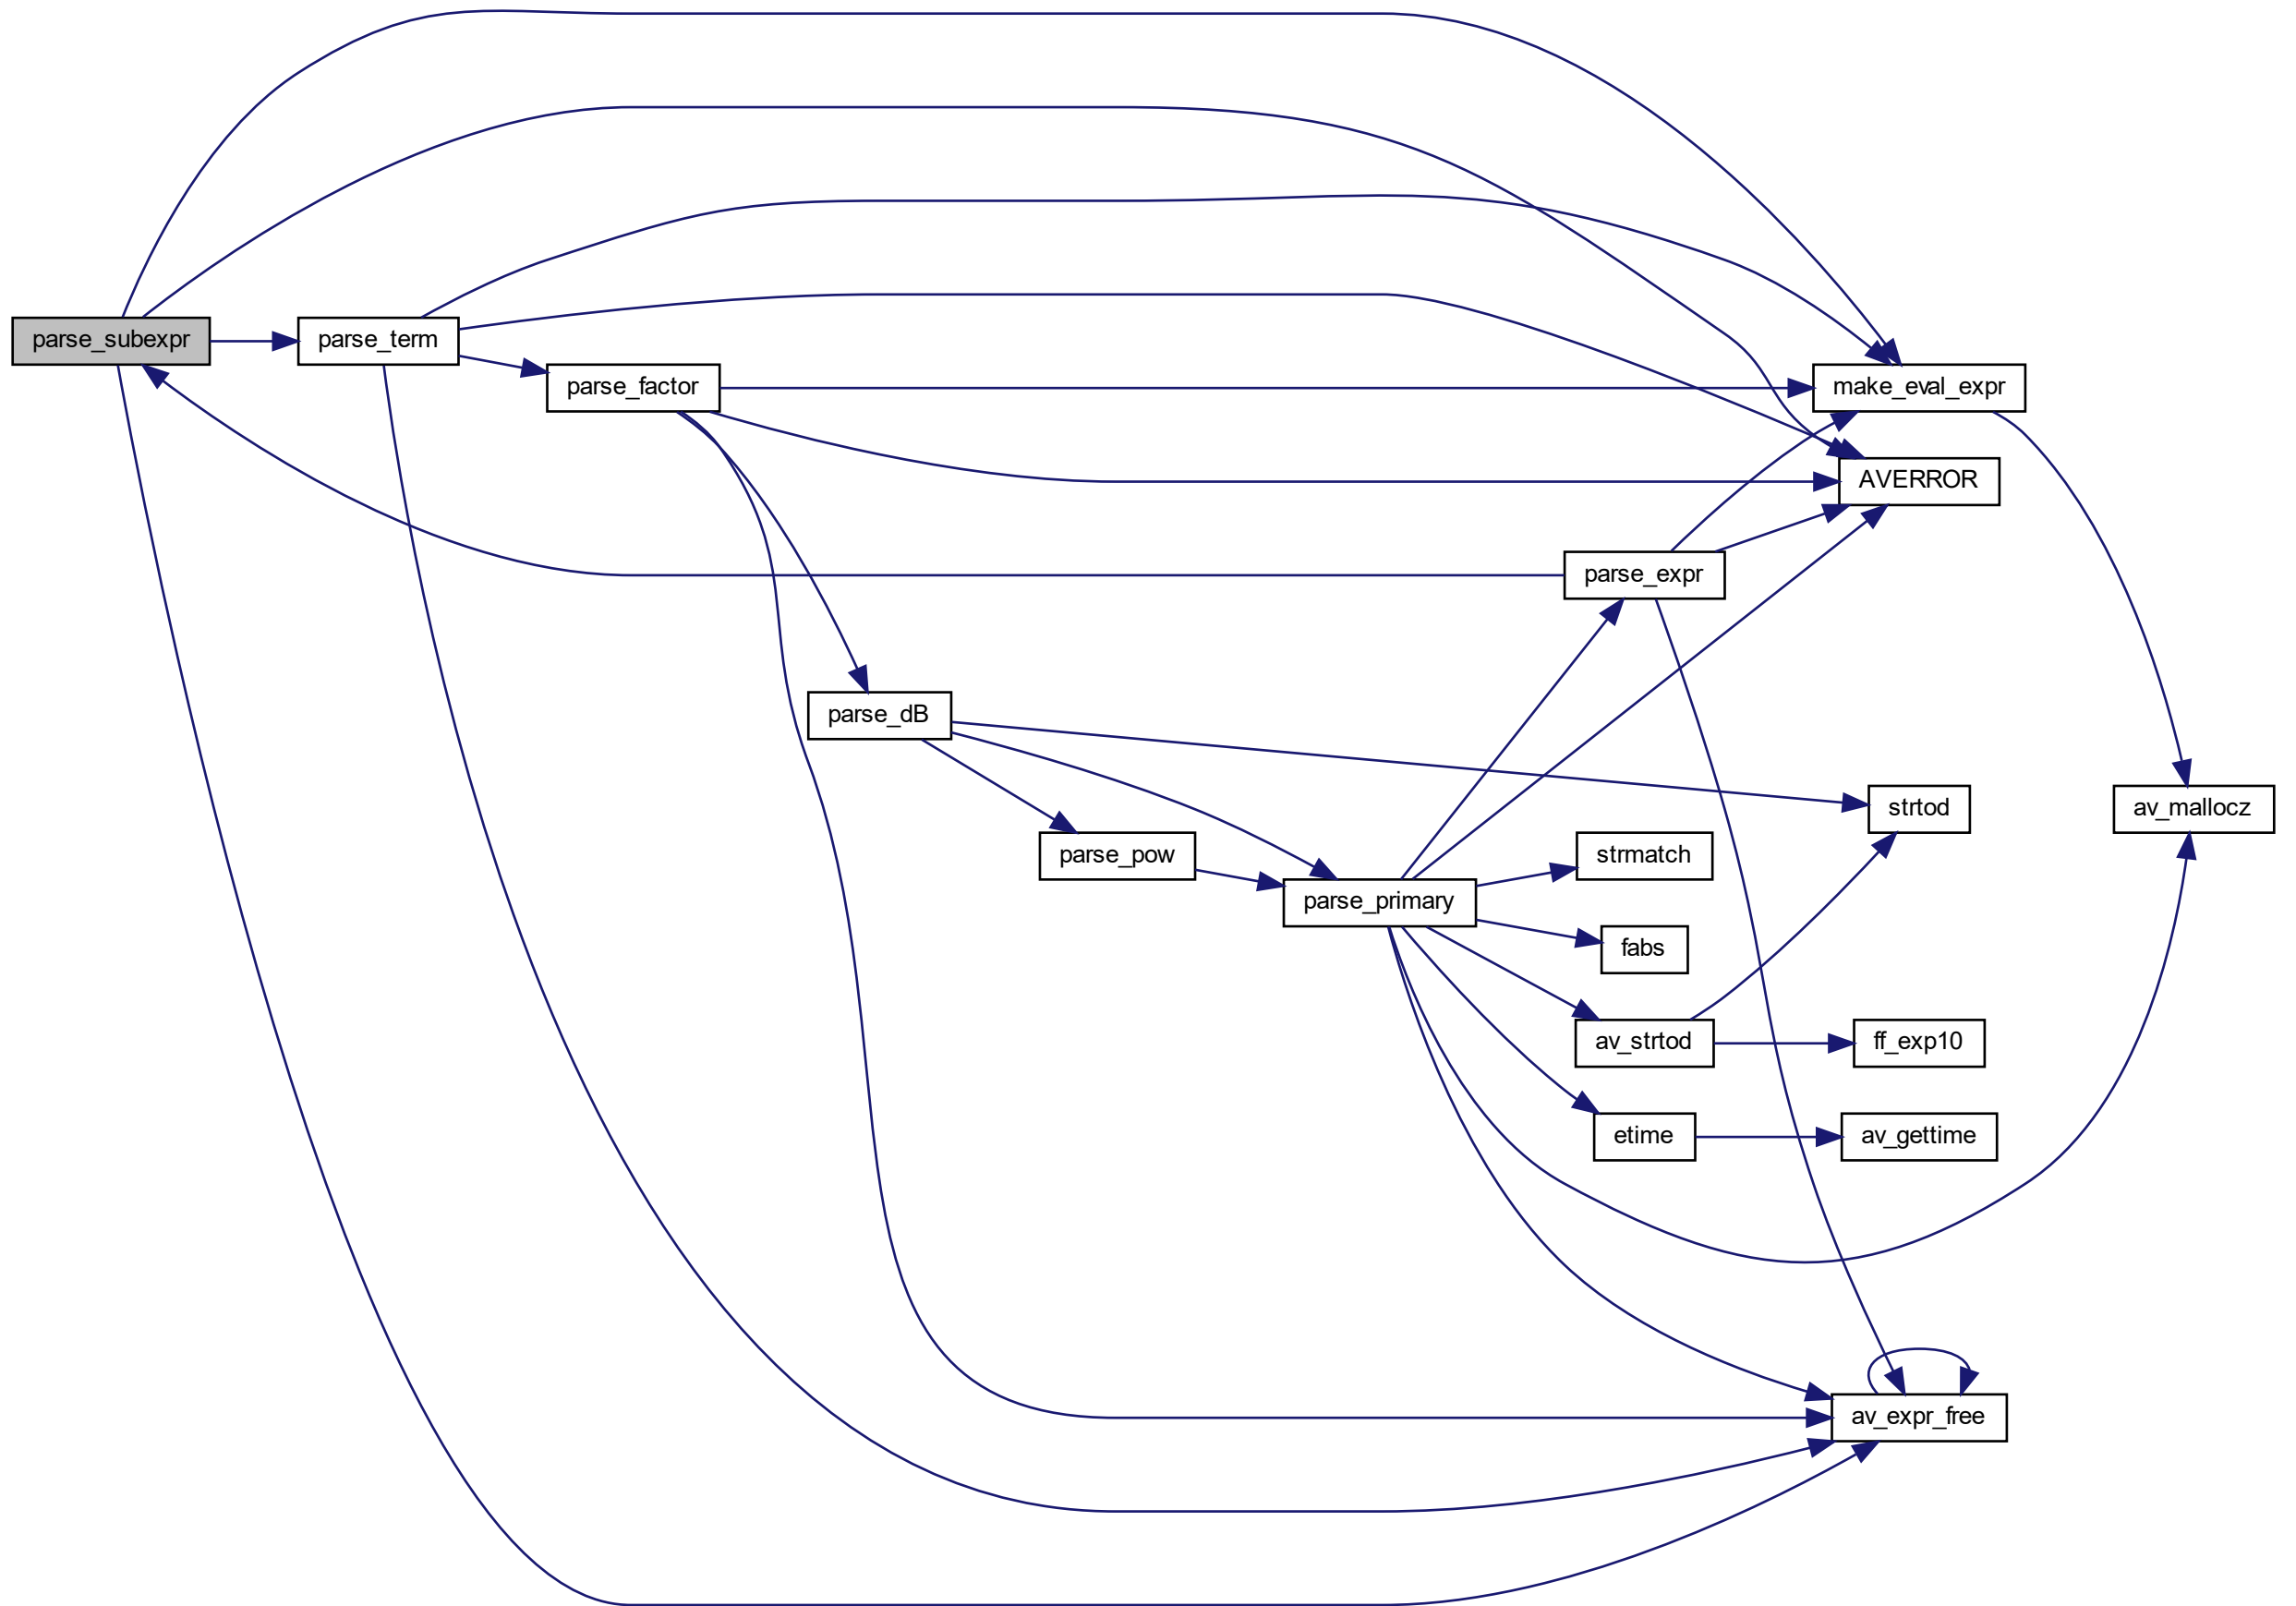 parse_subexpr
parse_term
parse_factor
make_eval_expr
AVERROR
parse_expr
parse_dB
strtod
av_mallocz
parse_pow
strmatch
parse_primary
fabs
av_strtod
ff_exp10
etime
av_gettime
av_expr_free